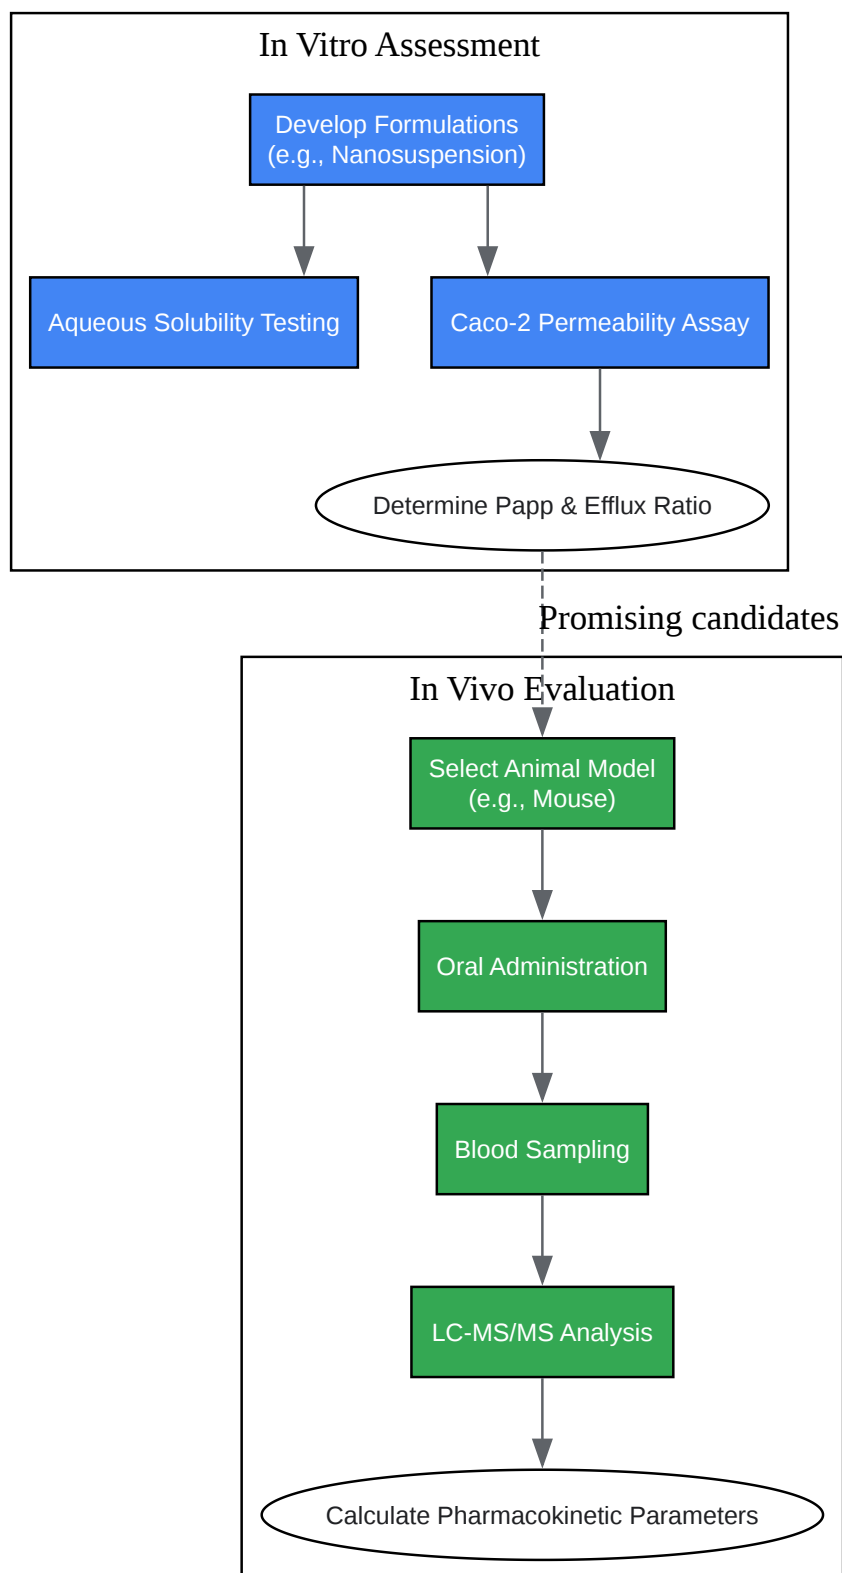 In Vitro Assessment
Develop Formulations
(e.g., Nanosuspension)
Aqueous Solubility Testing
Caco-2 Permeability Assay
Determine Papp & Efflux Ratio
Promising candidates
In Vivo Evaluation
Select Animal Model
(e.g., Mouse)
Oral Administration
Blood Sampling
LC-MS/MS Analysis
Calculate Pharmacokinetic Parameters